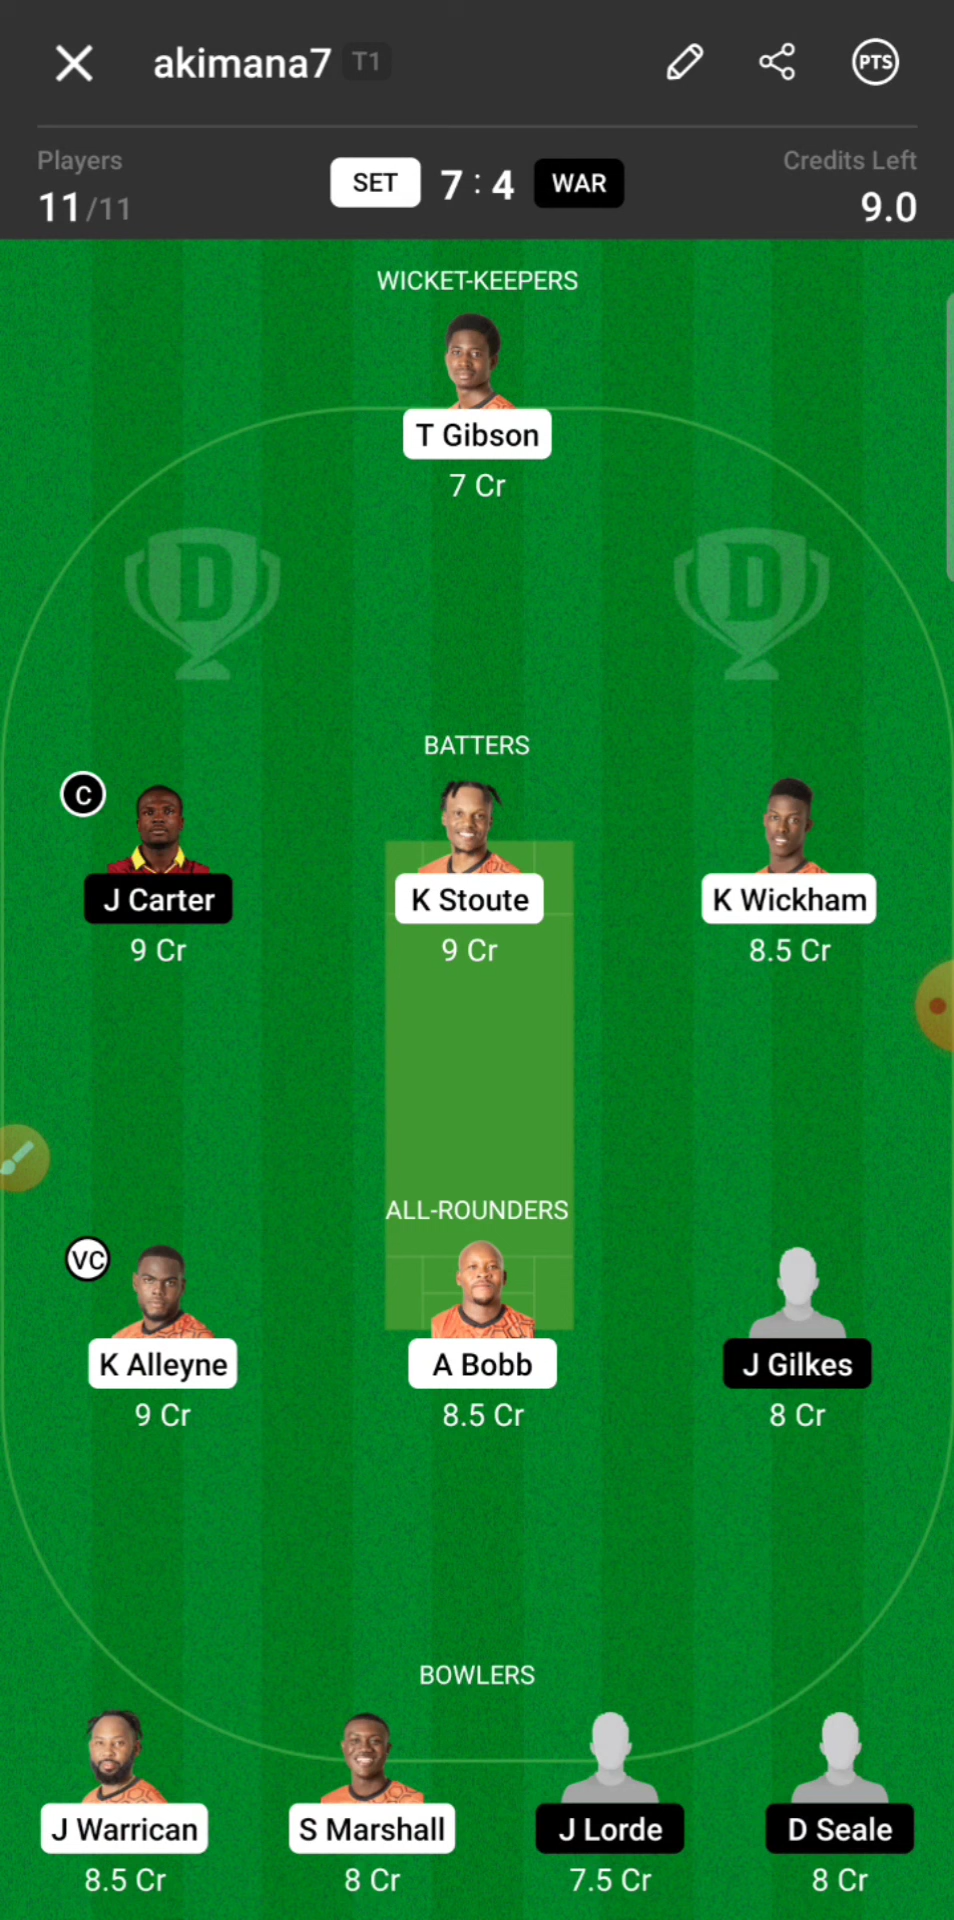 akimana7 T1 PTS
Players Credits Left
11/11 SET 7 : 4 WAR 9.0
WICKET-KEEPERS
T Gibson
7 Cr
D D
BATTERS
C
J Carter K Stoute K Wickham
9 Cr 9 Cr 8.5 Cr
ALL-ROUNDERS
VC
K Alleyne A Bobb J Gilkes
9 Cr 8.5 Cr 8 Cr
BOWLERS
J Warrican S Marshall J Lorde D Seale
8.5 Cr 8 Cr 7.5 Cr 8 Cr